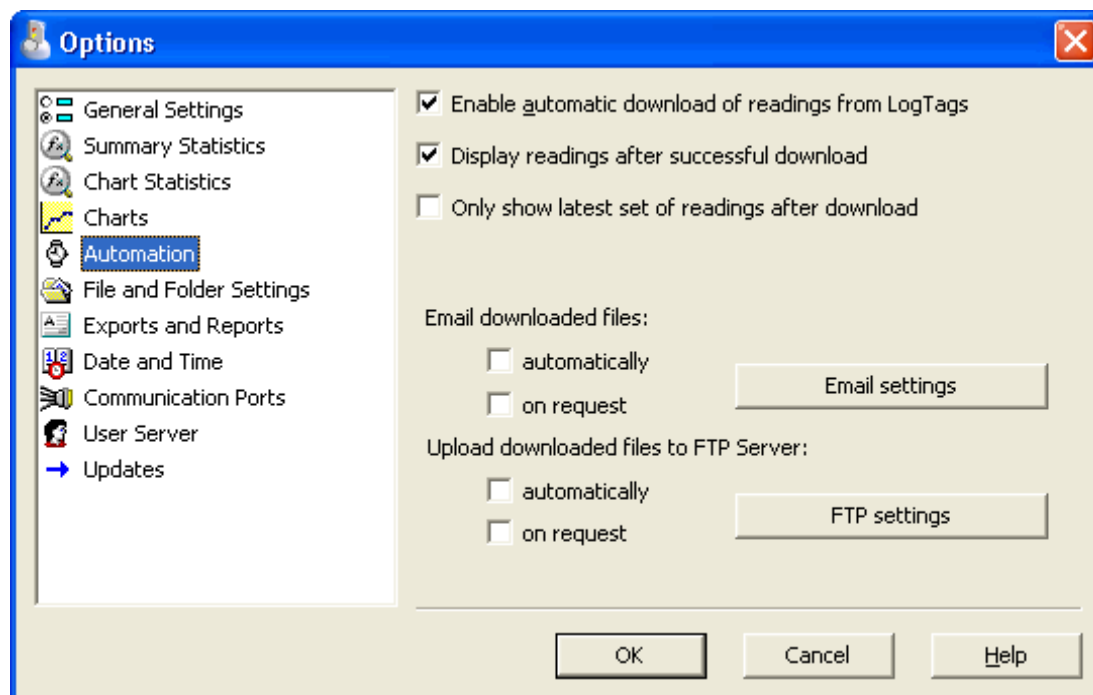 Options
General Settings
Summary Statistics
Chart Statistics
Charts
Automation
File and Folder Settings
Exports and Reports
Date and Time
Communication Ports
User Server
Updates
Enable automatic download of readings from LogTags
Display readings after successful download
Only show latest set of readings after download
Email downloaded files:
automatically
on request
Email settings
Upload downloaded files to FTP Server:
automatically
on request
FTP settings
OK Cancel Help